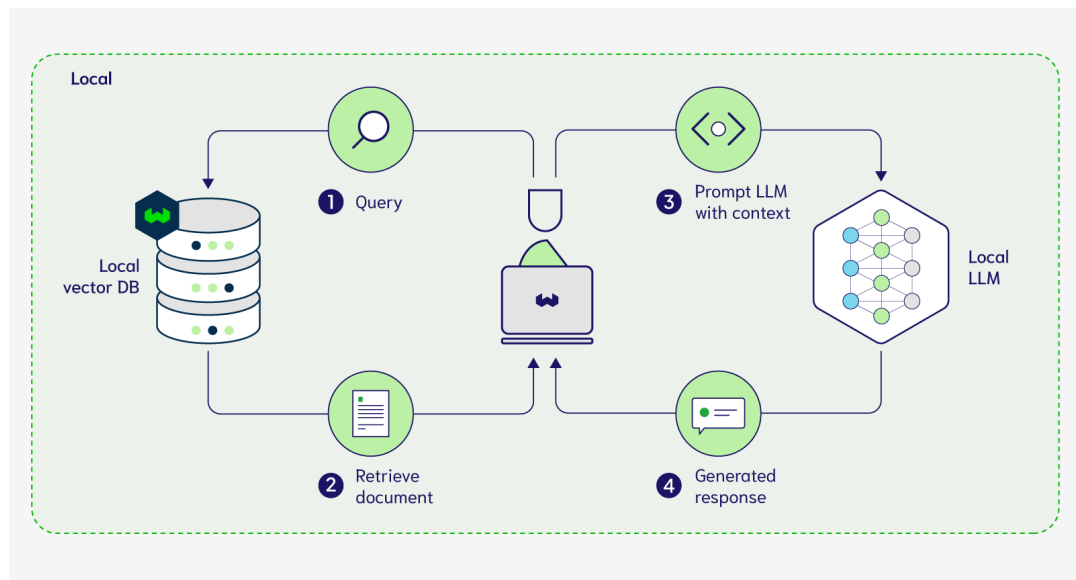 Local
1 Query
3 Prompt LLM
with context
Local
vector DB
Local
LLM
2 Retrieve
document
4 Generated
response